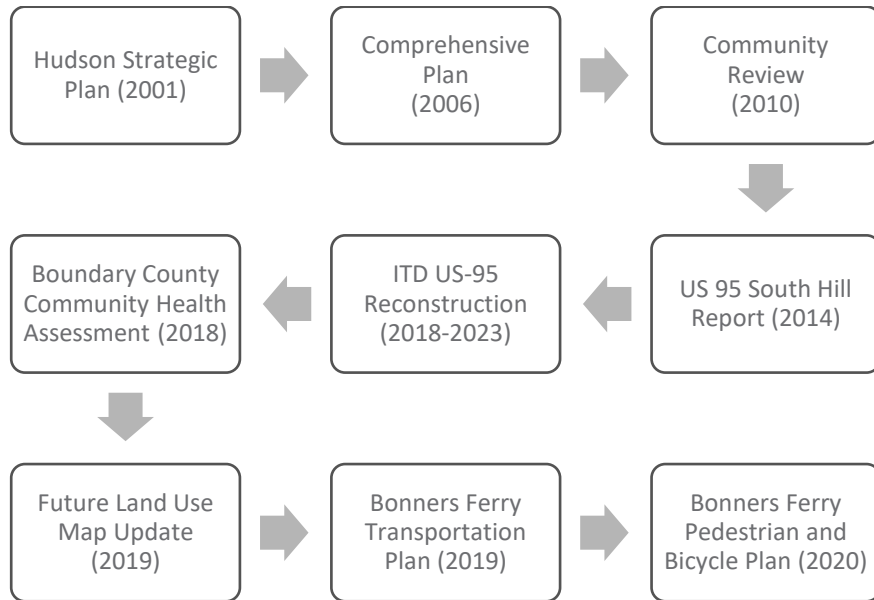 Hudson Strategic
Plan (2001)
Comprehensive
Plan
(2006)
Community
Review
(2010)
US 95 South Hill
Report (2014)
ITD US-95
Reconstruction
(2018-2023)
Boundary County
Community Health
Assessment (2018)
Future Land Use
Map Update
(2019)
Bonners Ferry
Transportation
Plan (2019)
Bonners Ferry
Pedestrian and
Bicycle Plan (2020)